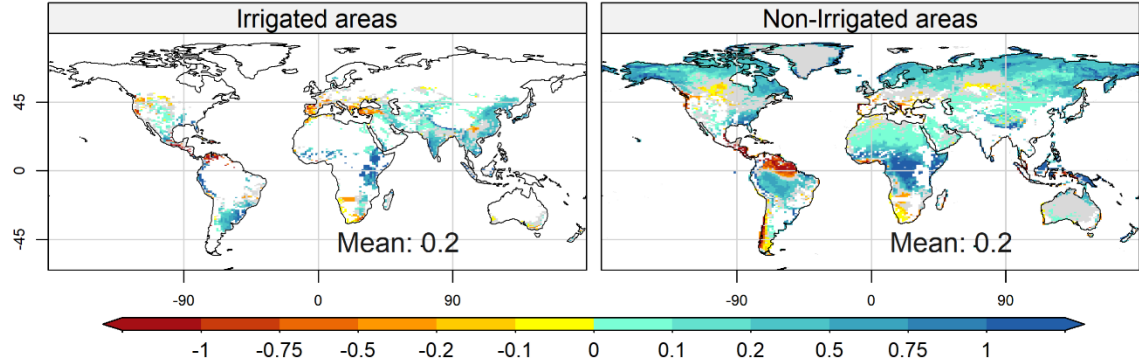 Irrigated areas
Non-Irrigated areas
45
0
-45
Mean: 0.2
Mean: 0.2
-90 0 90
-90 0 90
-1 -0.75 -0.5 -0.2 -0.1 0 0.1 0.2 0.5 0.75 1